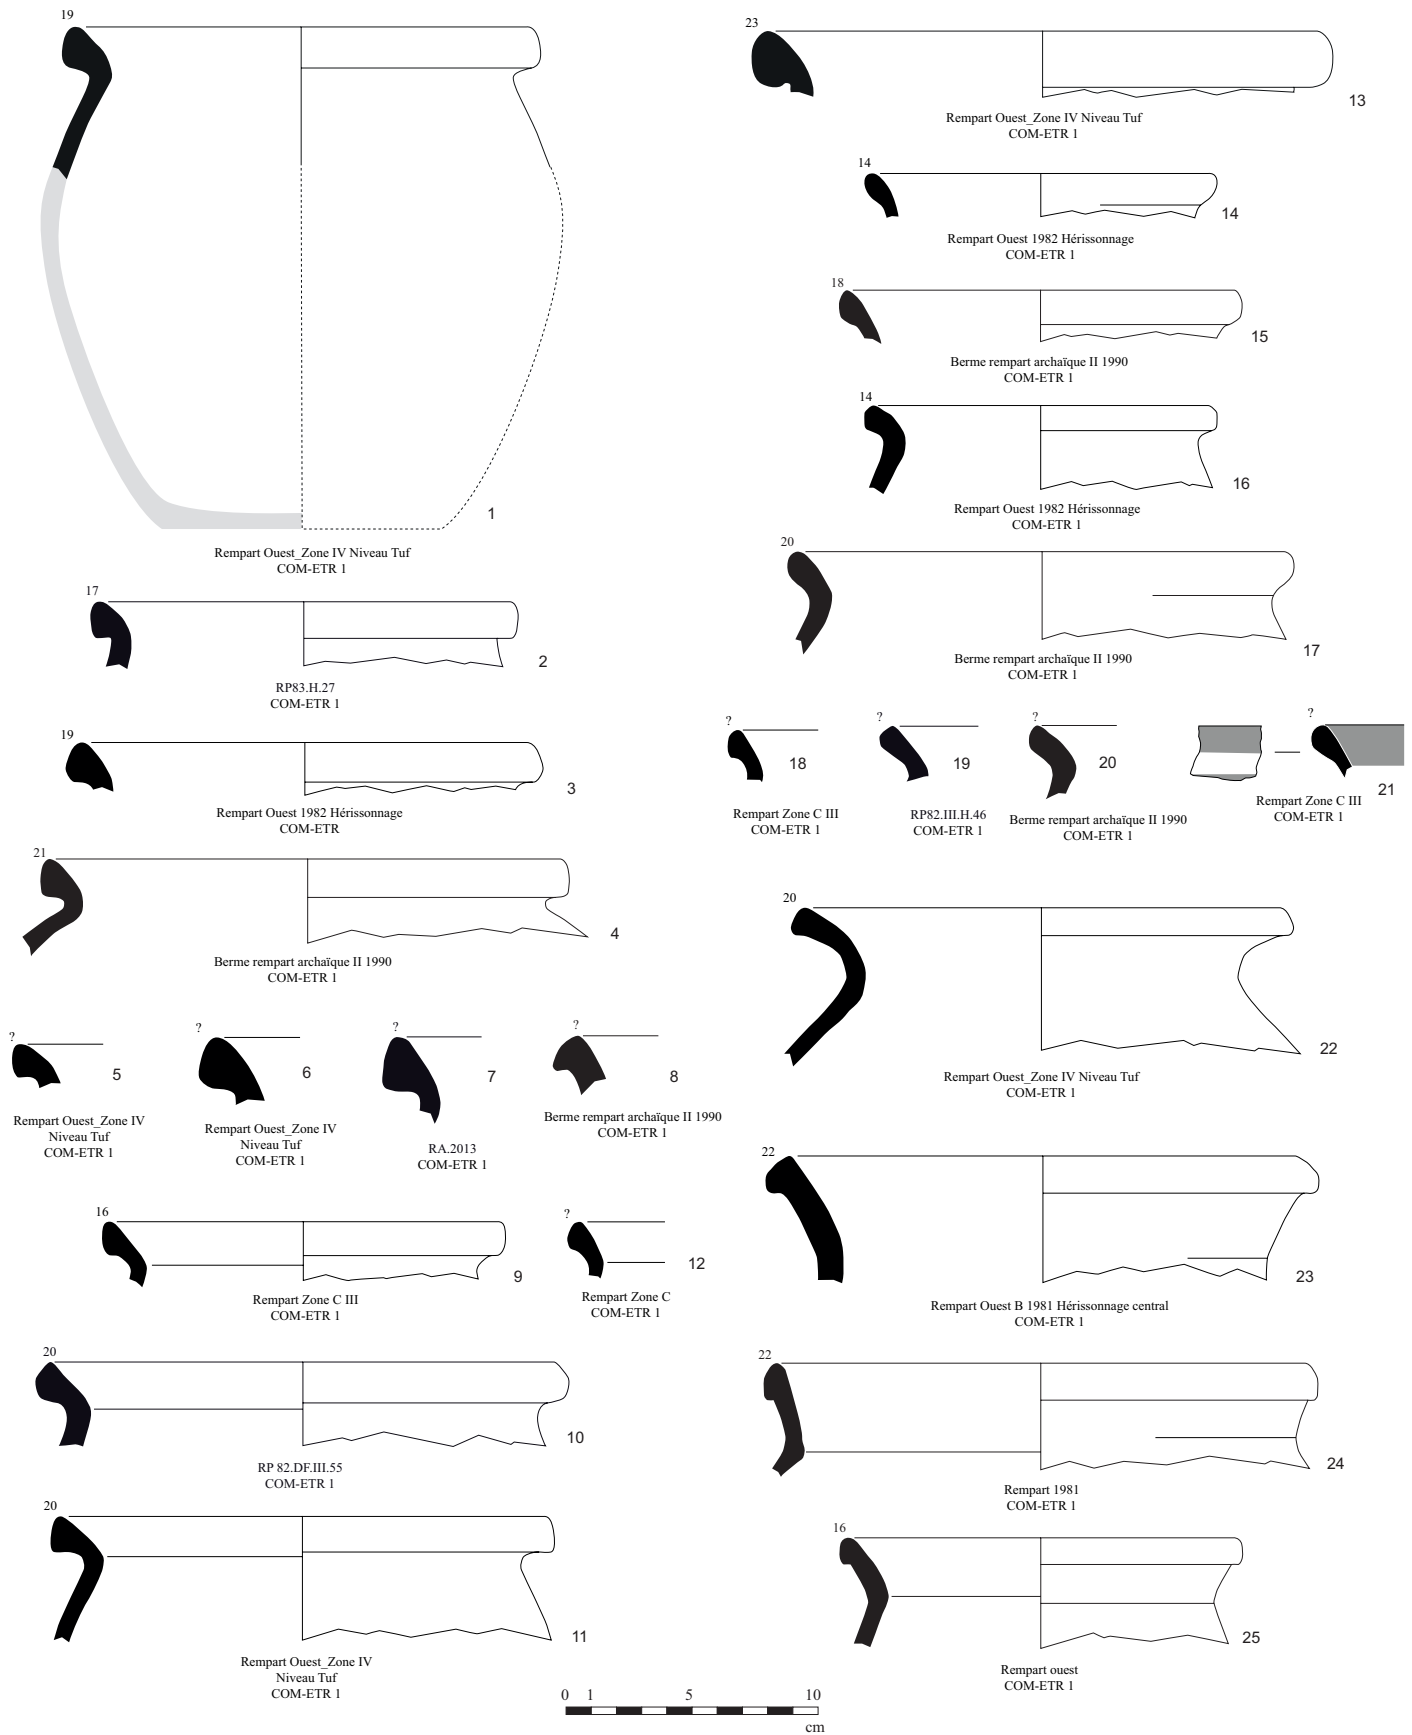 19
1
Rempart Ouest_Zone IV Niveau Tuf
COM-ETR 1
17
2
RP83.H.27
COM-ETR 1
19
3
Rempart Ouest 1982 Hérissonnage
COM-ETR
21
4
Berme rempart archaïque II 1990
COM-ETR 1
?
5
Rempart Ouest_Zone IV
Niveau Tuf
COM-ETR 1
?
6
Rempart Ouest_Zone IV
Niveau Tuf
COM-ETR 1
?
7
RA.2013
COM-ETR 1
?
8
Berme rempart archaïque II 1990
COM-ETR 1
16
9
Rempart Zone C III
COM-ETR 1
?
12
Rempart Zone C
COM-ETR 1
20
10
RP 82.DF.III.55
COM-ETR 1
20
11
Rempart Ouest_Zone IV
Niveau Tuf
COM-ETR 1
23
13
Rempart Ouest_Zone IV Niveau Tuf
COM-ETR 1
14
14
Rempart Ouest 1982 Hérissonnage
COM-ETR 1
18
15
Berme rempart archaïque II 1990
COM-ETR 1
14
16
Rempart Ouest 1982 Hérissonnage
COM-ETR 1
20
17
Berme rempart archaïque II 1990
COM-ETR 1
?
18
Rempart Zone C III
COM-ETR 1
?
19
RP82.III.H.46
COM-ETR 1
?
20
Berme rempart archaïque II 1990
COM-ETR 1
?
21
Rempart Zone C III
COM-ETR 1
20
22
Rempart Ouest_Zone IV Niveau Tuf
COM-ETR 1
22
23
Rempart Ouest B 1981 Hérissonnage central
COM-ETR 1
22
24
Rempart 1981
COM-ETR 1
16
25
Rempart ouest
COM-ETR 1
0 1 5 10
cm